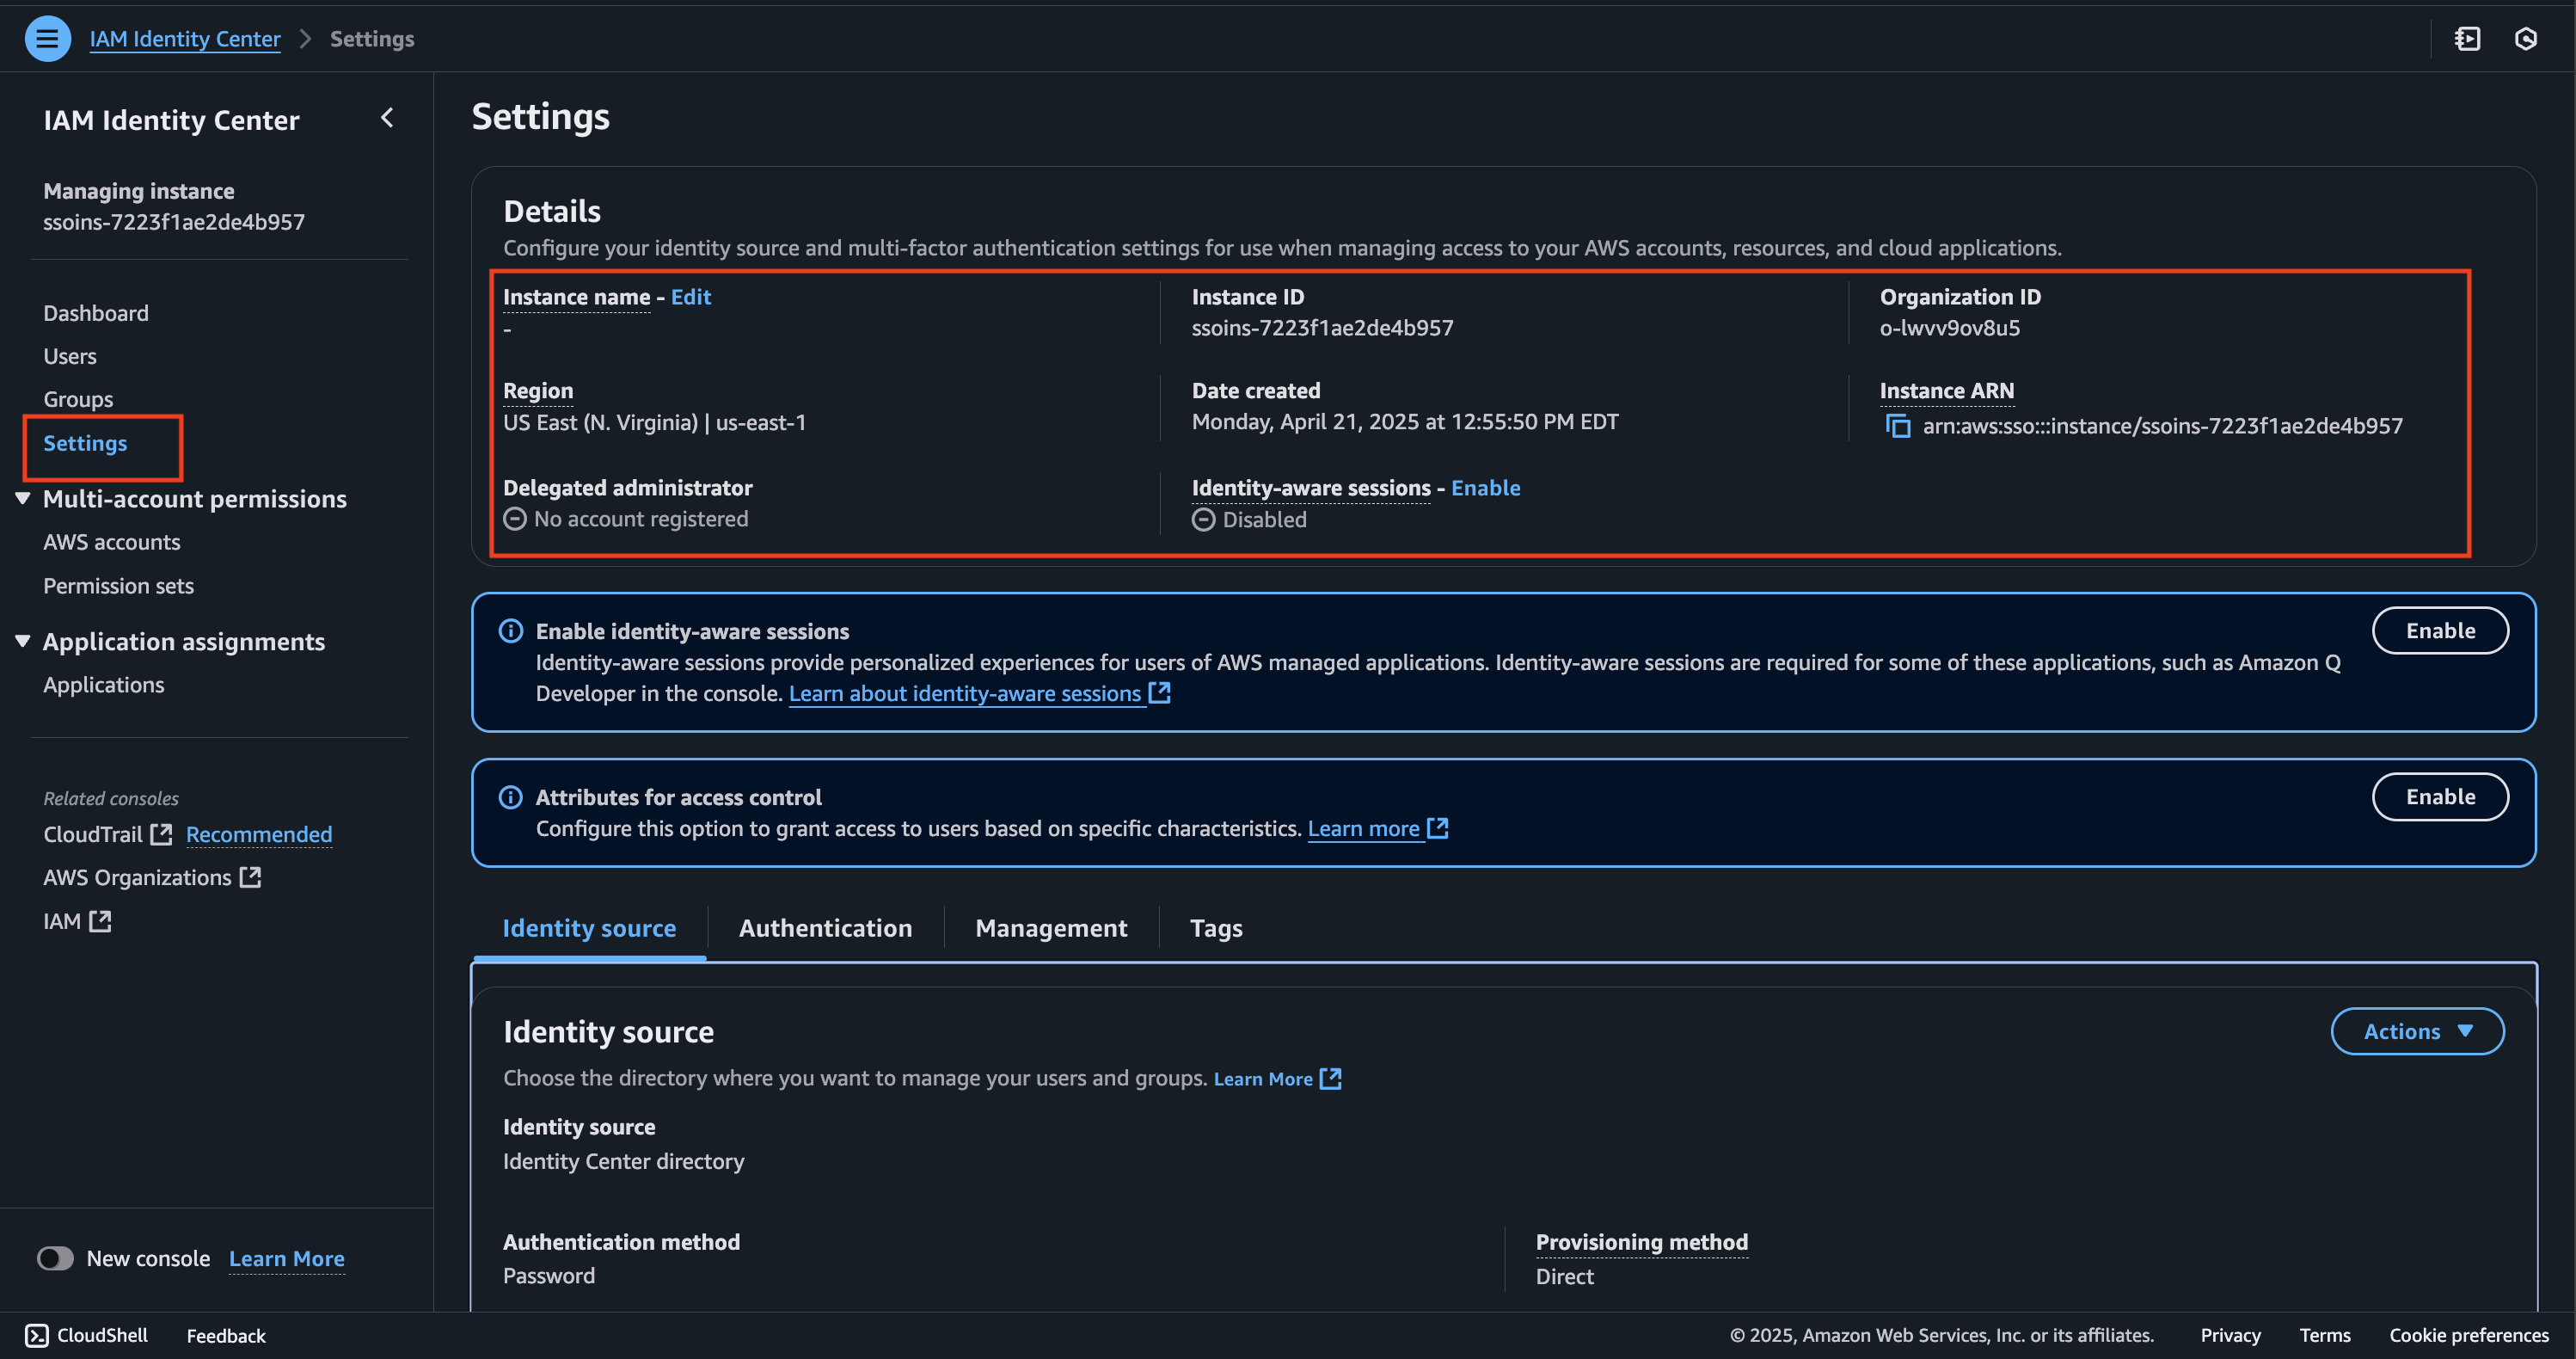 IAM Identity Center > Settings
IAM Identity Center
Managing instance
ssoins-7223f1ae2de4b957
Dashboard
Users
Groups
Settings
Multi-account permissions
AWS accounts
Permission sets
Application assignments
Applications
Related consoles
CloudTrail Recommended
AWS Organizations
IAM
New console Learn More
Settings
Details
Configure your identity source and multi-factor authentication settings for use when managing access to your AWS accounts, resources, and cloud applications.
Instance name - Edit
-
Instance ID
ssoins-7223f1ae2de4b957
Organization ID
o-lwvv9ov8u5
Region
US East (N. Virginia) | us-east-1
Date created
Monday, April 21, 2025 at 12:55:50 PM EDT
Instance ARN
arn:aws:sso:::instance/ssoins-7223f1ae2de4b957
Delegated administrator
No account registered
Identity-aware sessions - Enable
Disabled
Enable identity-aware sessions
Identity-aware sessions provide personalized experiences for users of AWS managed applications. Identity-aware sessions are required for some of these applications, such as Amazon Q
Developer in the console. Learn about identity-aware sessions
Enable
Attributes for access control
Configure this option to grant access to users based on specific characteristics. Learn more
Enable
Identity source
Authentication
Management
Tags
Identity source
Actions
Choose the directory where you want to manage your users and groups. Learn More
Identity source
Identity Center directory
Authentication method
Password
Provisioning method
Direct
CloudShell
Feedback
© 2025, Amazon Web Services, Inc. or its affiliates.
Privacy
Terms
Cookie preferences